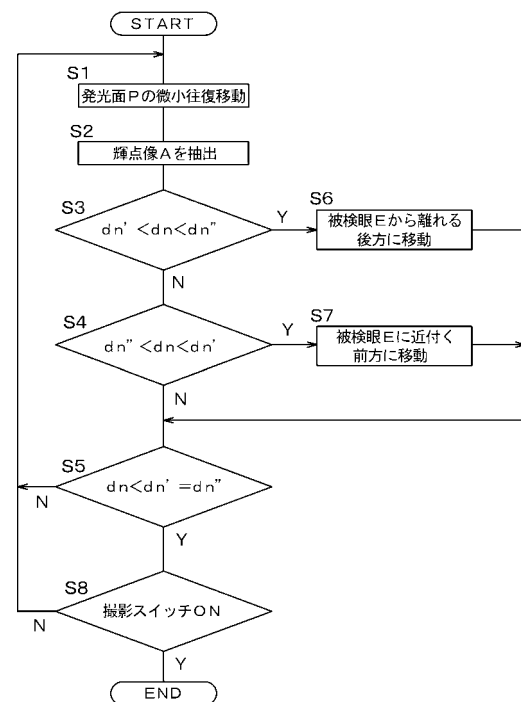 START
S1
発光面Pの微小往復移動
S2
輝点像Aを抽出
S3
dn'<dn<dn"
Y
N
S6
被検眼Eから離れる
後方に移動
S4
dn"<dn<dn'
Y
N
S7
被検眼Eに近付く
前方に移動
S5
dn<dn'=dn"
N
Y
S8
撮影スイッチON
N
Y
END